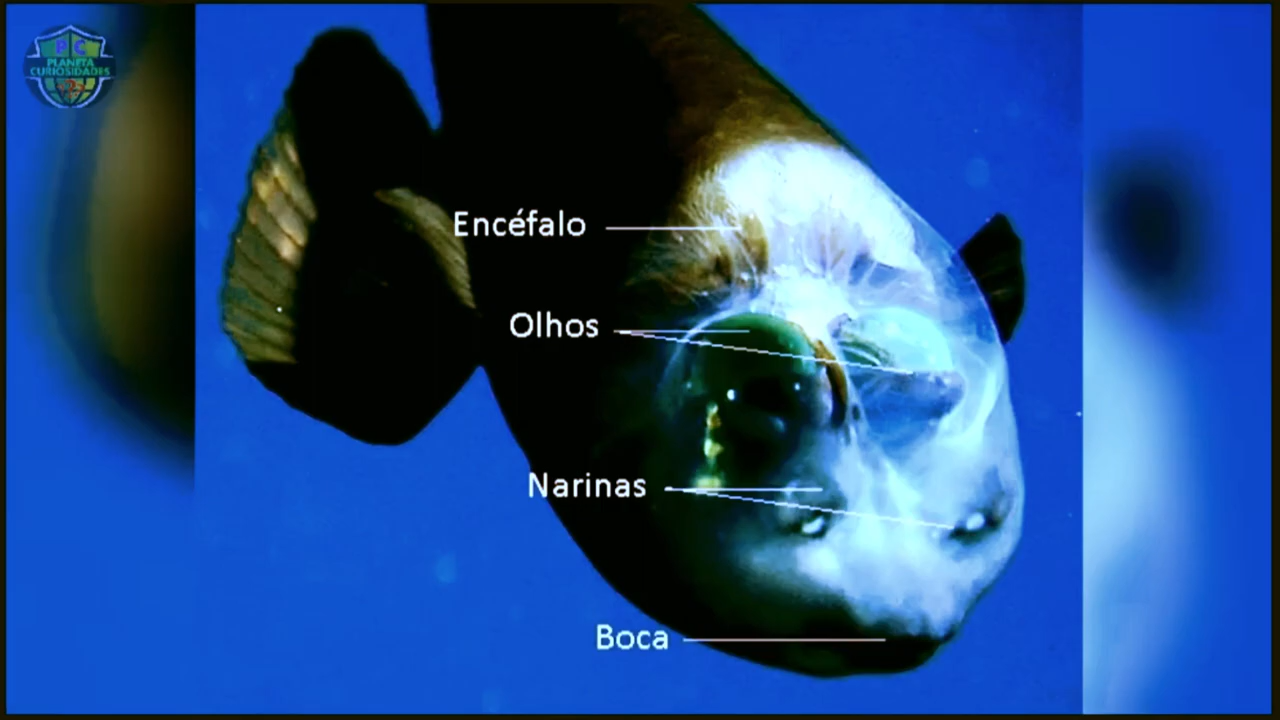 PC
PLANETA
CURIOSIDADES
Encéfalo
Olhos
Narinas
Boca